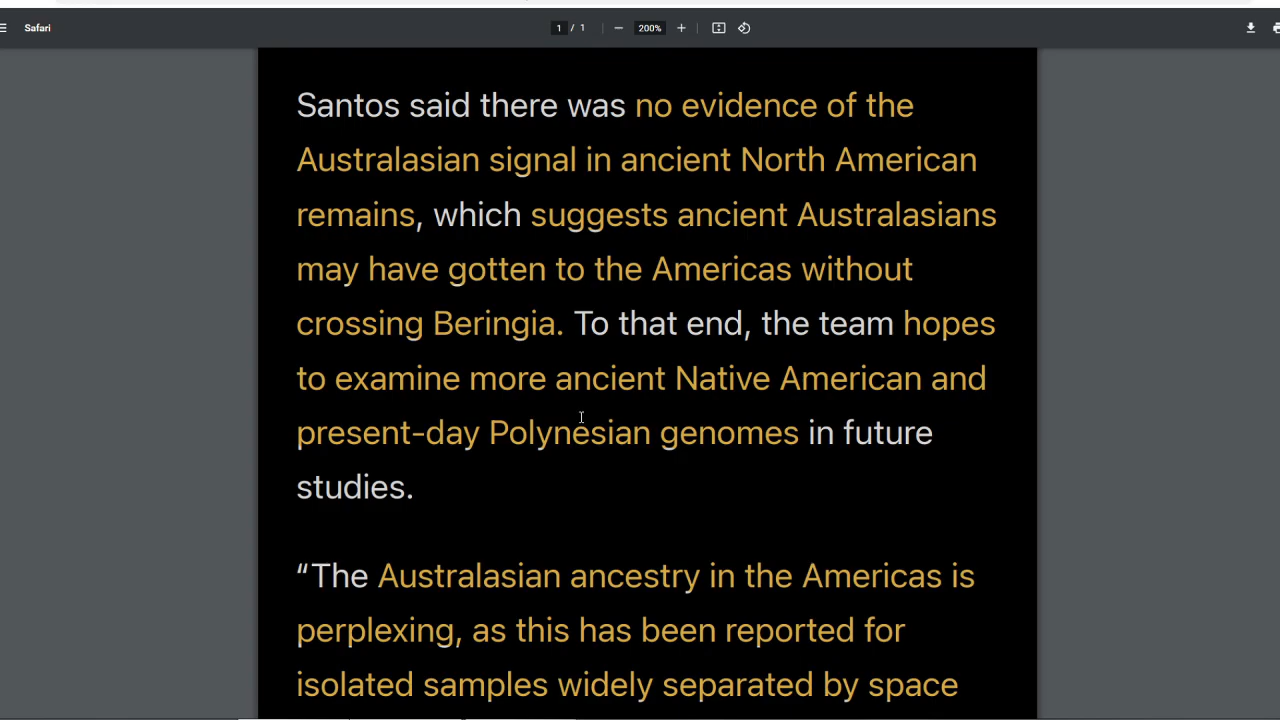 Safari
1 / 1
200%
Santos said there was no evidence of the
Australasian signal in ancient North American
remains, which suggests ancient Australasians
may have gotten to the Americas without
crossing Beringia. To that end, the team hopes
to examine more ancient Native American and
present-day Polynesian genomes in future
studies.
“The Australasian ancestry in the Americas is
perplexing, as this has been reported for
isolated samples widely separated by space